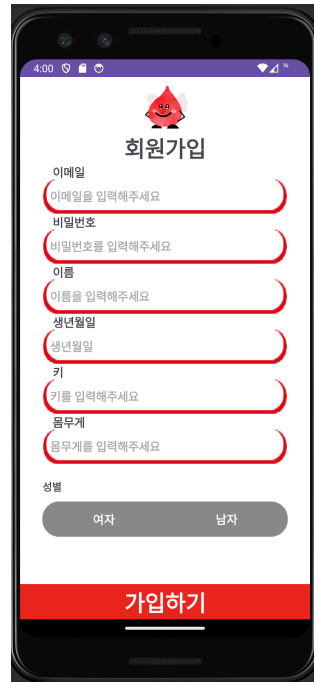 4:00
회원가입
이메일
이메일을 입력해주세요
비밀번호
비밀번호를 입력해주세요
이름
이름을 입력해주세요
생년월일
생년월일
키
키를 입력해주세요
몸무게
몸무게를 입력해주세요
성별
여자 남자
가입하기